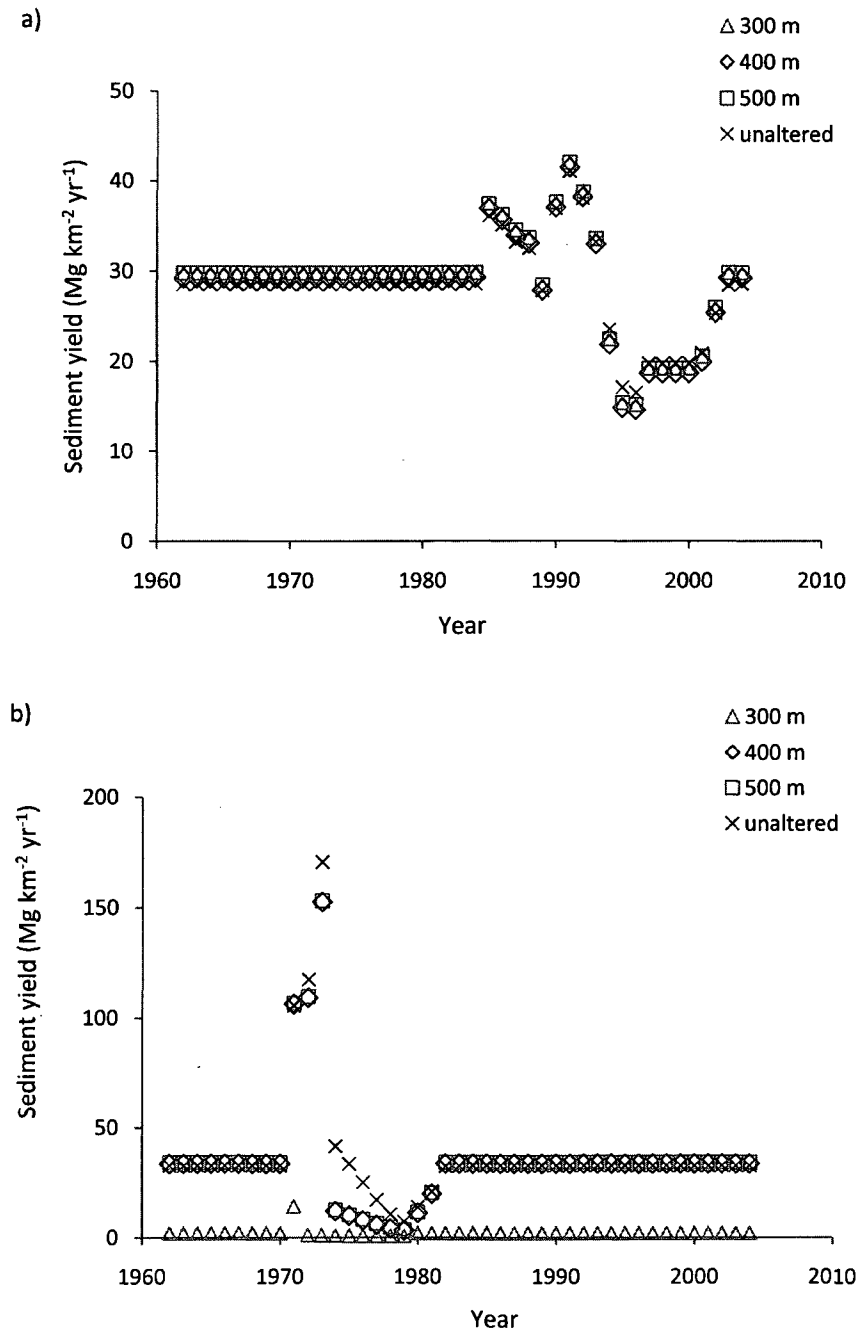 a)
△ 300 m
◇ 400 m
□ 500 m
× unaltered
Sediment yield (Mg km⁻² yr⁻¹)
50
40
30
20
10
0
1960 1970 1980 1990 2000 2010
Year
b)
△ 300 m
◇ 400 m
□ 500 m
× unaltered
Sediment yield (Mg km⁻² yr⁻¹)
200
150
100
50
0
1960 1970 1980 1990 2000 2010
Year